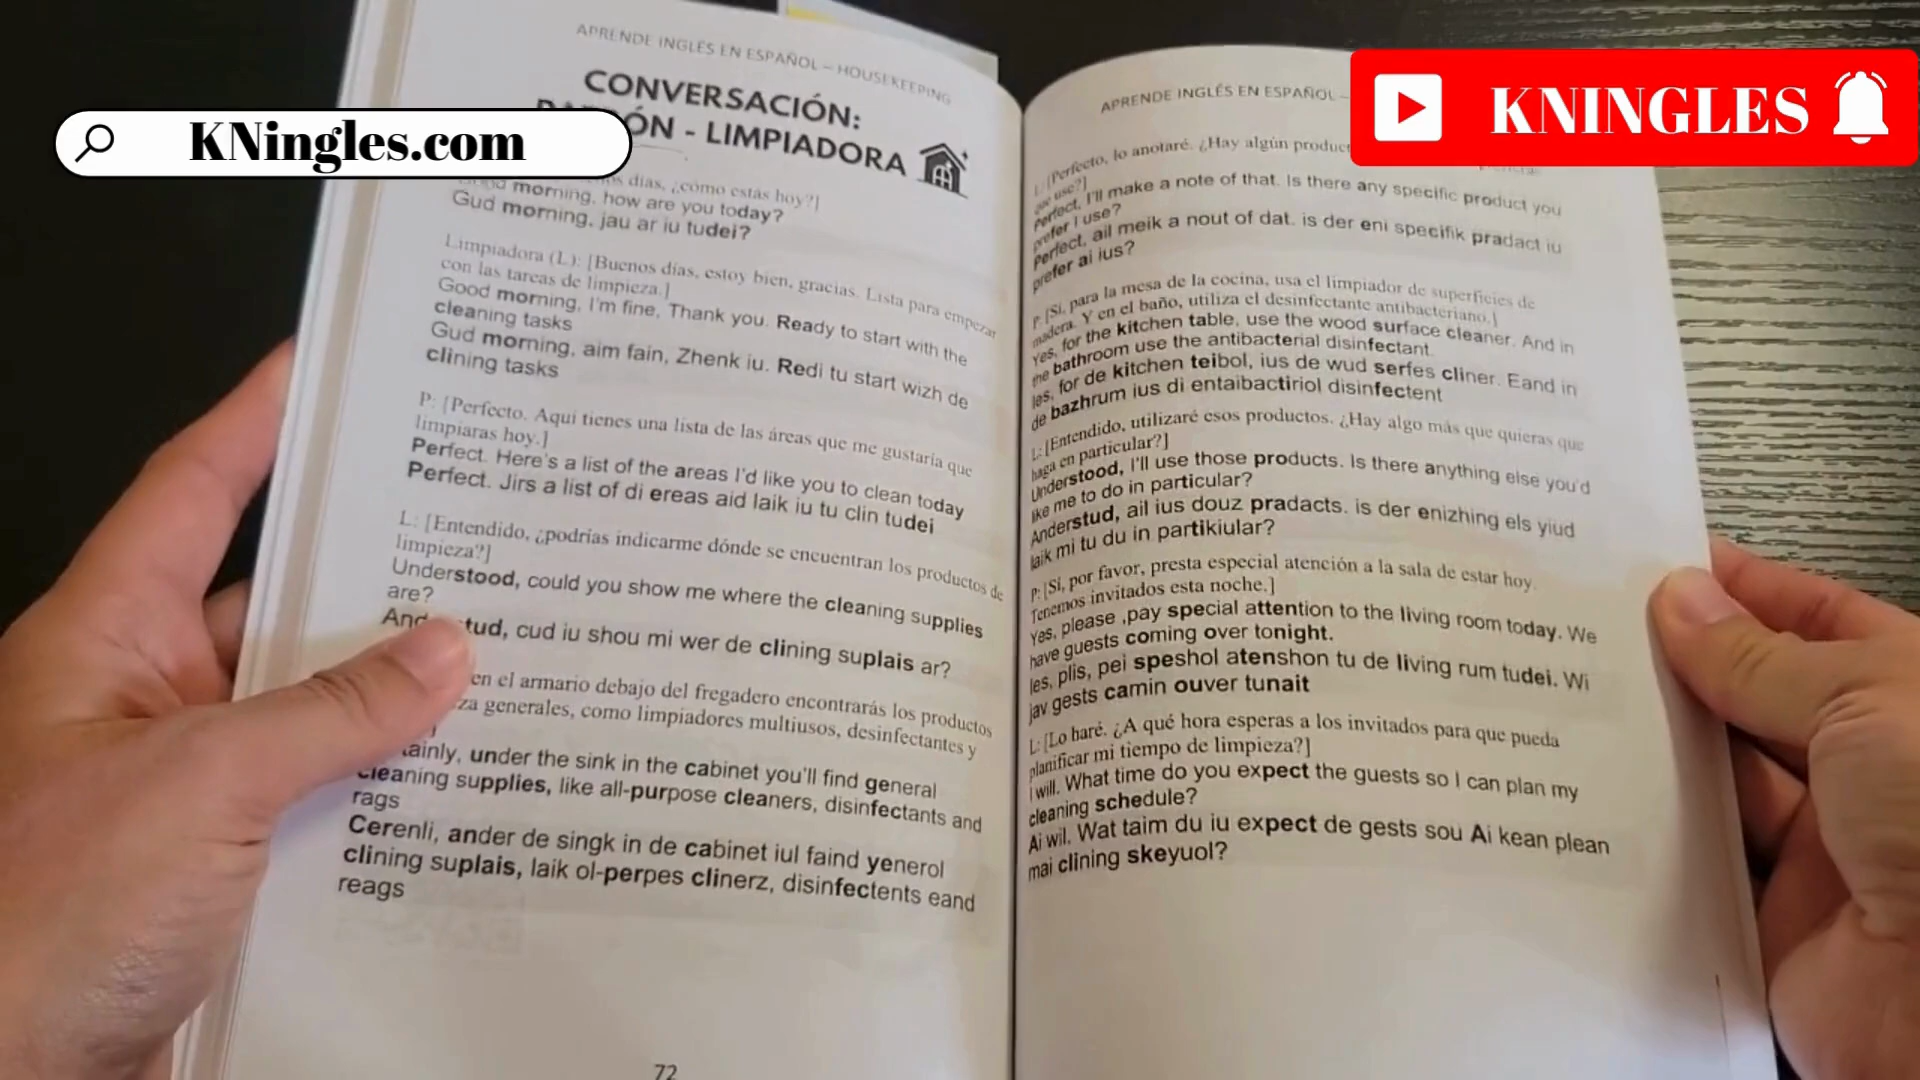 KNingles.com
KNINGLES
APRENDE INGLÉS EN ESPAÑOL – HOUSEKEEPING
CONVERSACIÓN:
- LIMPIADORA
días, ¿cómo estás hoy?]
Good morning, how are you today?
Gud morning, jau ar iu tudei?
Limpiadora (L): [Buenos días, estoy bien, gracias. Lista para empezar
con las tareas de limpieza.]
Good morning, I'm fine, Thank you. Ready to start with the
cleaning tasks
Gud morning, aim fain, Zhenk iu. Redi tu start wizh de
clining tasks
P: [Perfecto. Aquí tienes una lista de las áreas que me gustaría que
limpiaras hoy.]
Perfect. Here's a list of the areas I'd like you to clean today
Perfect. Jirs a list of di ereas aid laik iu tu clin tudei
L: [Entendido, ¿podrías indicarme dónde se encuentran los productos de
limpieza?]
Understood, could you show me where the cleaning supplies
are?
cud iu shou mi wer de clining suplais ar?
en el armario debajo del fregadero encontrarás los productos
generales, como limpiadores multiusos, desinfectantes y
under the sink in the cabinet you'll find general
cleaning supplies, like all-purpose cleaners, disinfectants and
rags
Cerenli, ander de singk in de cabinet iul faind yenerol
clining suplais, laik ol-perpes clinerz, disinfectents eand
reags
72
APRENDE INGLÉS EN ESPAÑOL –
L: [Perfecto, lo anotaré. ¿Hay algún
que use?]
Perfect, I'll make a note of that. Is there any specific product you
prefer I use?
Perfect, ail meik a nout of dat. is der eni specifik pradact iu
prefer ai ius?
P: [Sí, para la mesa de la cocina, usa el limpiador de superficies de
madera. Y en el baño, utiliza el desinfectante antibacteriano.]
Yes, for the kitchen table, use the wood surface cleaner. And in
the bathroom use the antibacterial disinfectant.
Ies, for de kitchen teibol, ius de wud serfes cliner. Eand in
de bazhrum ius di entaibactiriol disinfectent
L: [Entendido, utilizaré esos productos. ¿Hay algo más que quieras que
haga en particular?]
Understood, I'll use those products. Is there anything else you'd
like me to do in particular?
Anderstud, ail ius douz pradacts. is der enizhing els yiud
laik mi tu du in partikiular?
P: [Sí, por favor, presta especial atención a la sala de estar hoy.
Tenemos invitados esta noche.]
Yes, please ,pay special attention to the living room today. We
have guests coming over tonight.
Ies, plis, pei speshol atenshon tu de living rum tudei. Wi
jav gests camin ouver tunait
L: [Lo haré. ¿A qué hora esperas a los invitados para que pueda
planificar mi tiempo de limpieza?]
I will. What time do you expect the guests so I can plan my
cleaning schedule?
Ai wil. Wat taim du iu expect de gests sou Ai kean plean
mai clining skeyuol?